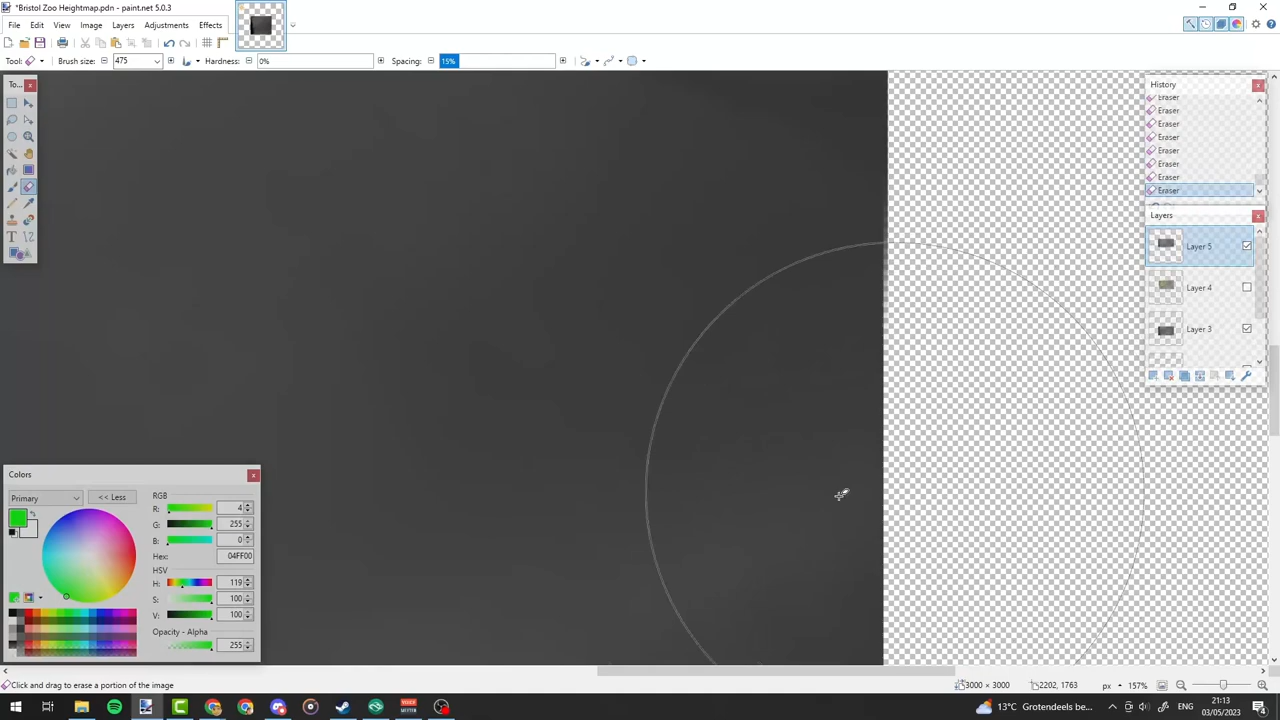 *Bristol Zoo Heightmap.pdn - paint.net 5.0.3
File Edit View Image Layers Adjustments Effects
Tool: Brush size: 475 Hardness: 0% Spacing: 15%
To...
History
Eraser
Eraser
Eraser
Eraser
Eraser
Eraser
Eraser
Eraser
Layers
Layer 5
Layer 4
Layer 3
Colors
Primary
<< Less
RGB
R: 4
G: 255
B: 0
Hex: 04FF00
HSV
H: 119
S: 100
V: 100
Opacity - Alpha
255
Click and drag to erase a portion of the image
3000 × 3000
2202, 1763
px
157%
13°C Grotendeels be...
21:13
03/05/2023